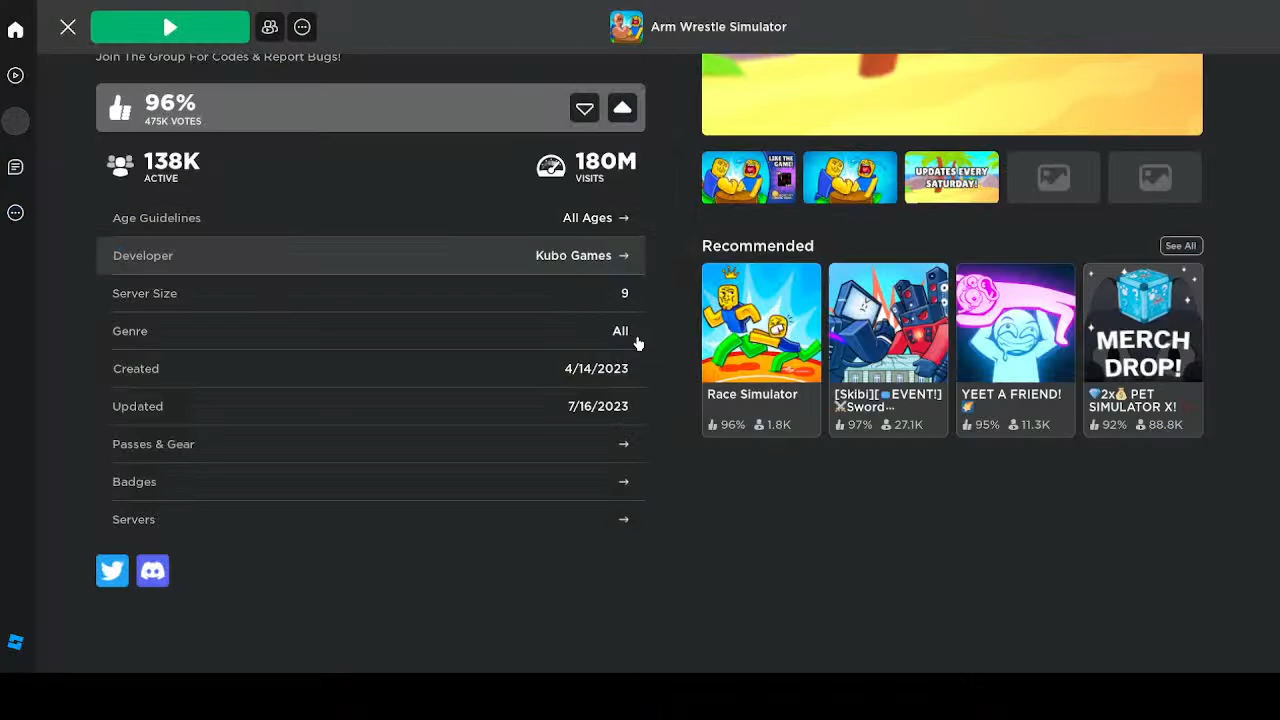 Arm Wrestle Simulator
Join The Group For Codes & Report Bugs!
96%
475K VOTES
138K
ACTIVE
180M
VISITS
Age Guidelines
All Ages →
Developer
Kubo Games →
Server Size
9
Genre
All
Created
4/14/2023
Updated
7/16/2023
Passes & Gear →
Badges →
Servers →
LIKE THE
GAME!
UPDATES EVERY
SATURDAY!
Recommended
See All
Race Simulator
96% 1.8K
[Skibi][EVENT!]
Sword...
97% 27.1K
YEET A FRIEND!
95% 11.3K
MERCH
DROP!
2x PET
SIMULATOR X!
92% 88.8K